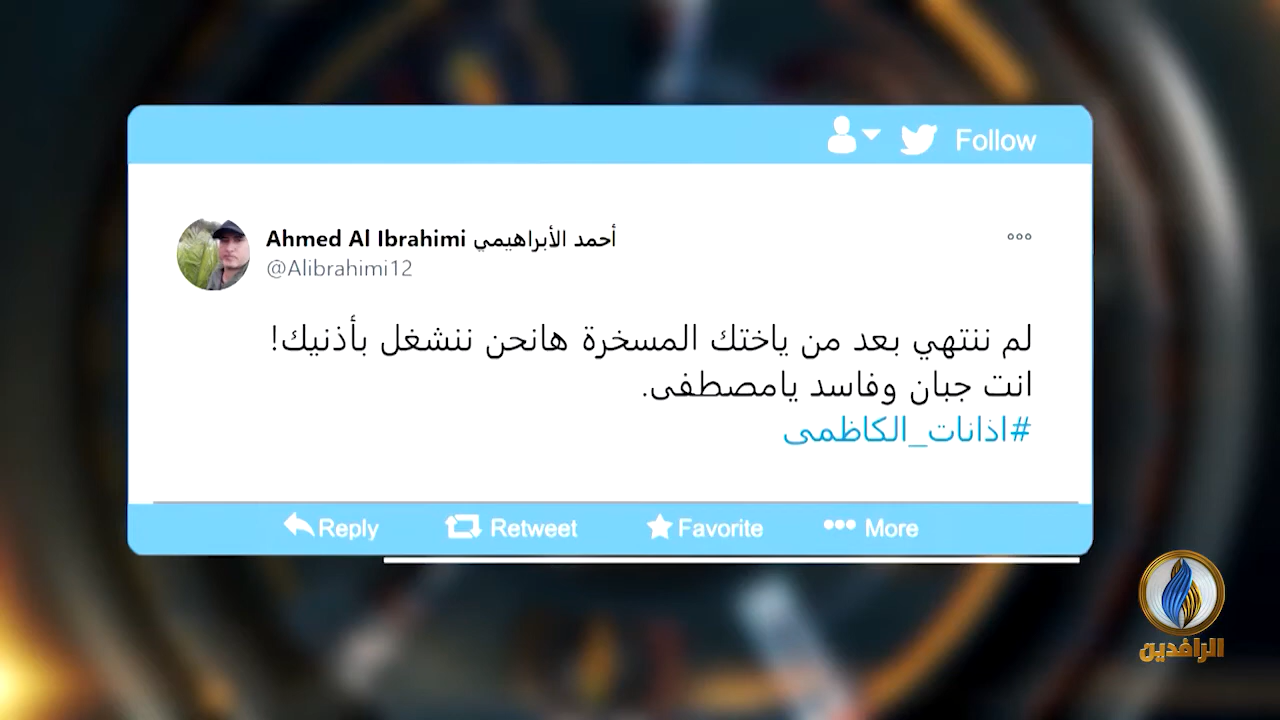 Follow
Ahmed Al Ibrahimi أحمد الأبراهيمي
@Alibrahimi12
لم ننتهي بعد من ياختك المسخرة هانحن ننشغل بأذنيك!
انت جبان وفاسد يامصطفى.
#اذانات_الكاظمى
Reply Retweet Favorite More
الرافدين